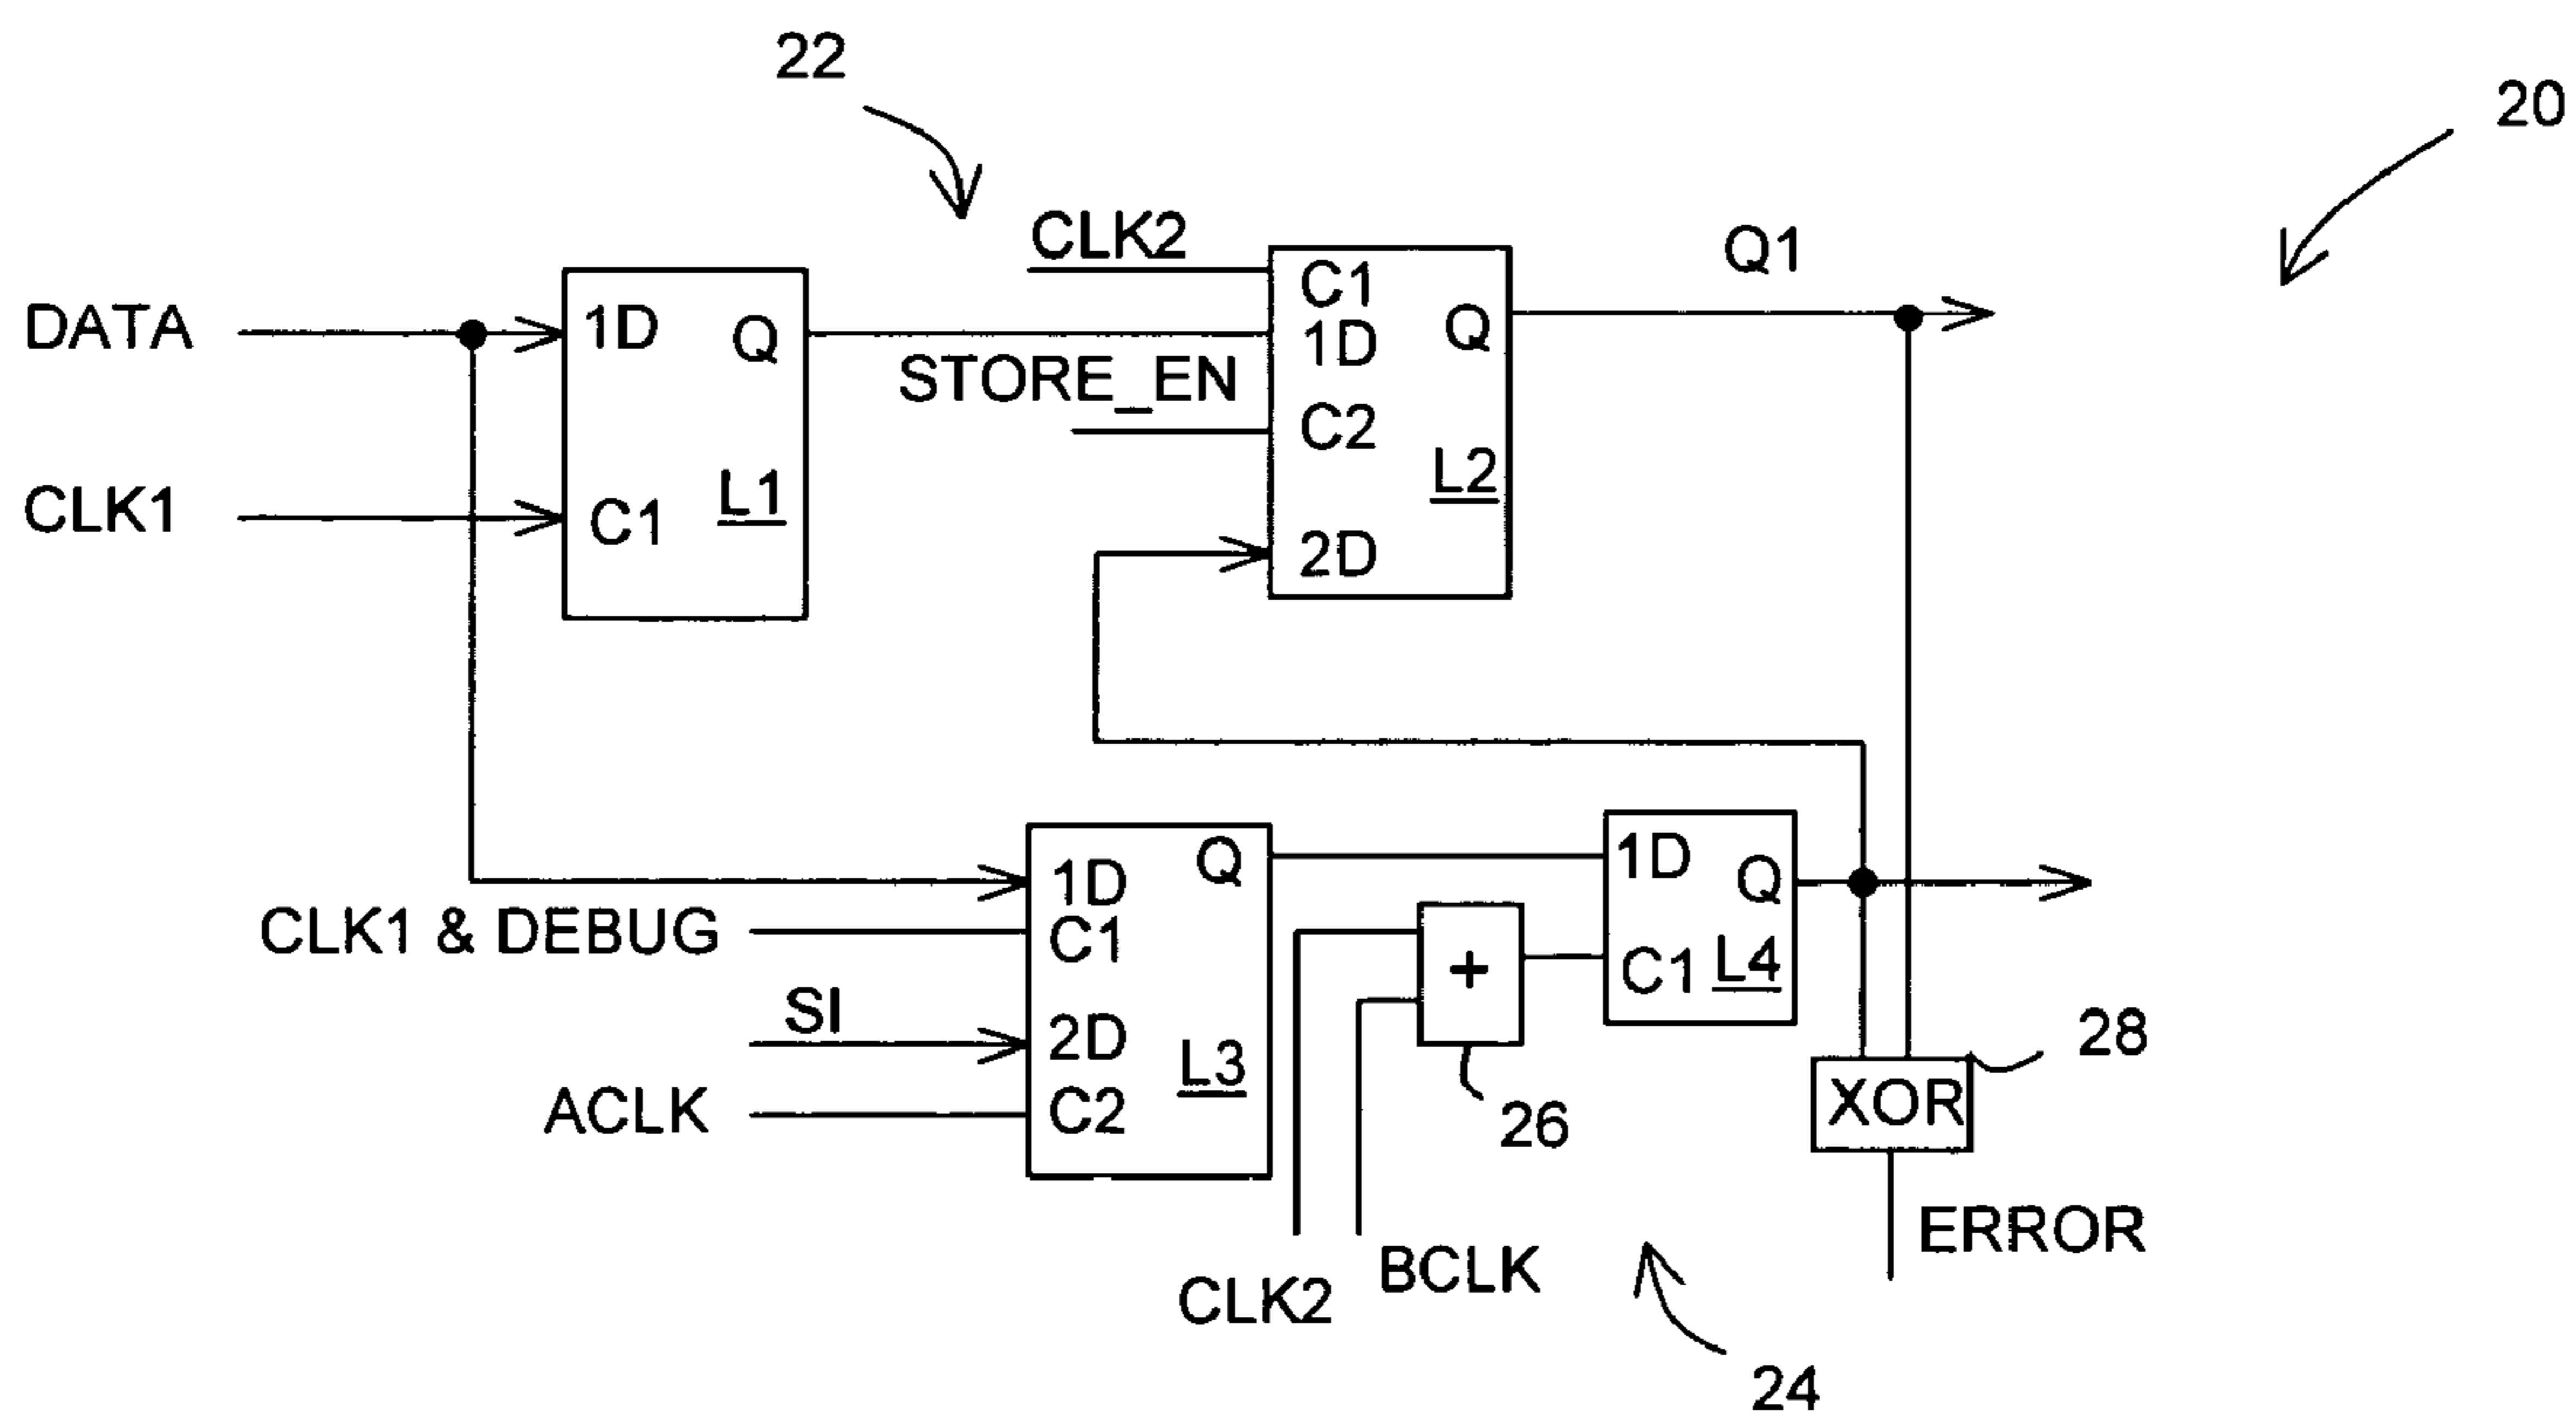 22
20
CLK2
Q1
DATA
1D
Q
C1
1D
Q
STORE_EN
C2
CLK1
C1
L1
L2
2D
1D
Q
1D
Q
CLK1 & DEBUG
C1
+
C1
L4
SI
2D
L3
28
ACLK
C2
26
XOR
CLK2
BCLK
ERROR
24